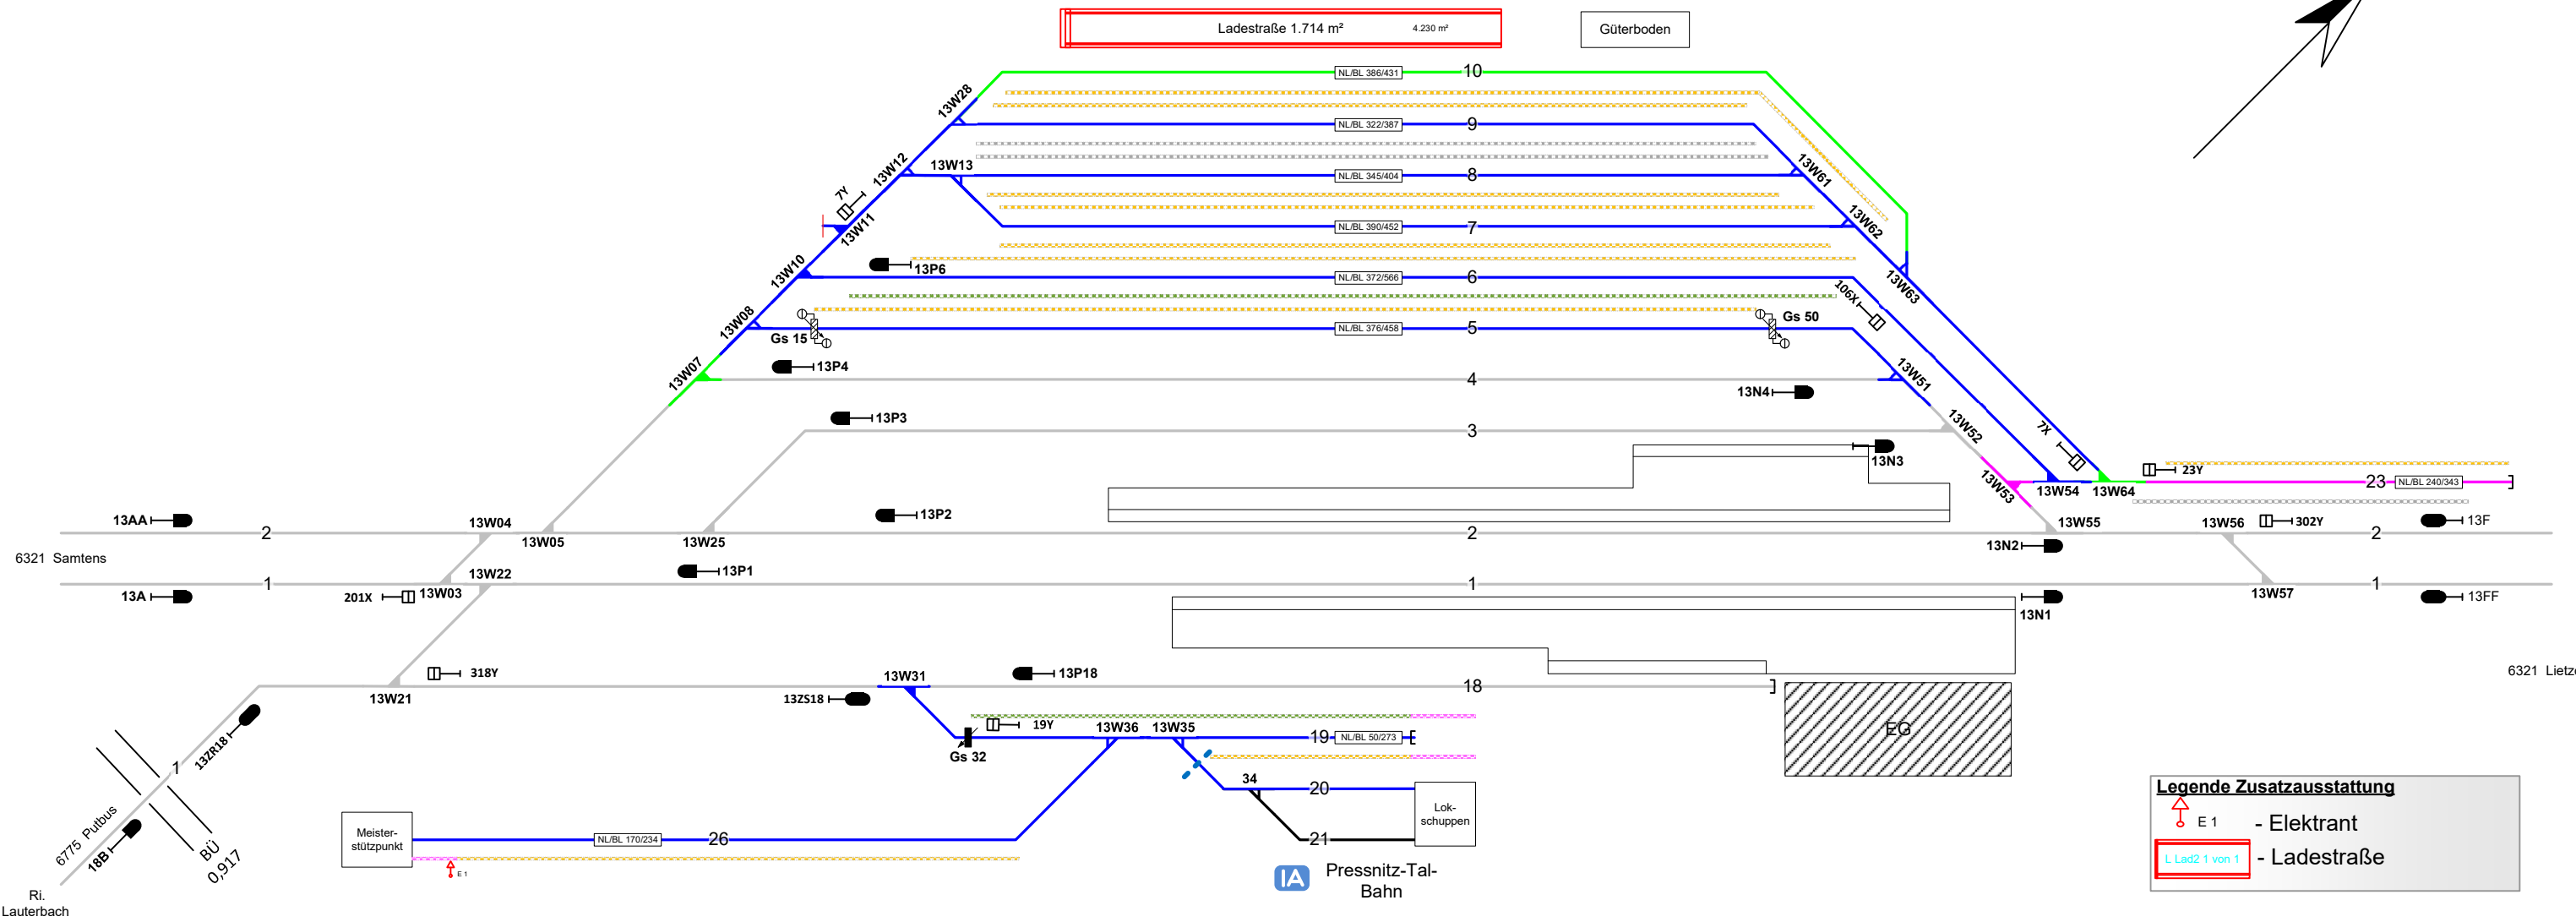 Ladestraße 1.714 m² 4.230 m²
Güterboden
NL/BL 386/431 10
13W28
NL/BL 322/387 9
13W12
13W13
13W61
NL/BL 345/404 8
7Y
13W11
NL/BL 390/452 7
13W62
13W10
13P6
NL/BL 372/566 6
13W63
106X
13W08
Gs 15
NL/BL 376/458 5
Gs 50
13W07
13P4
4
13N4
13W51
13P3
3
13W52
13N3
7X
23Y
13W53
13W54
13W64
23 NL/BL 240/343
13AA
2
13W04
13W05
13W25
13P2
2
13N2
13W55
13W56
302Y
2
13F
6321 Samtens
1
13A
201X
13W03
13W22
13P1
1
13N1
13W57
1
13FF
6321 Lietz
318Y
13W21
13ZS18
13W31
13P18
18
EG
13ZR18
1
6775 Putbus
18B
BÜ
0,917
Ri.
Lauterbach
19Y
Gs 32
13W36
13W35
19 NL/BL 50/273
34
20
21
Lok-
schuppen
Meister-
stützpunkt
NL/BL 170/234 26
E 1
IA Pressnitz-Tal-
Bahn
Legende Zusatzausstattung
E 1 - Elektrant
L Lad2 1 von 1 - Ladestraße